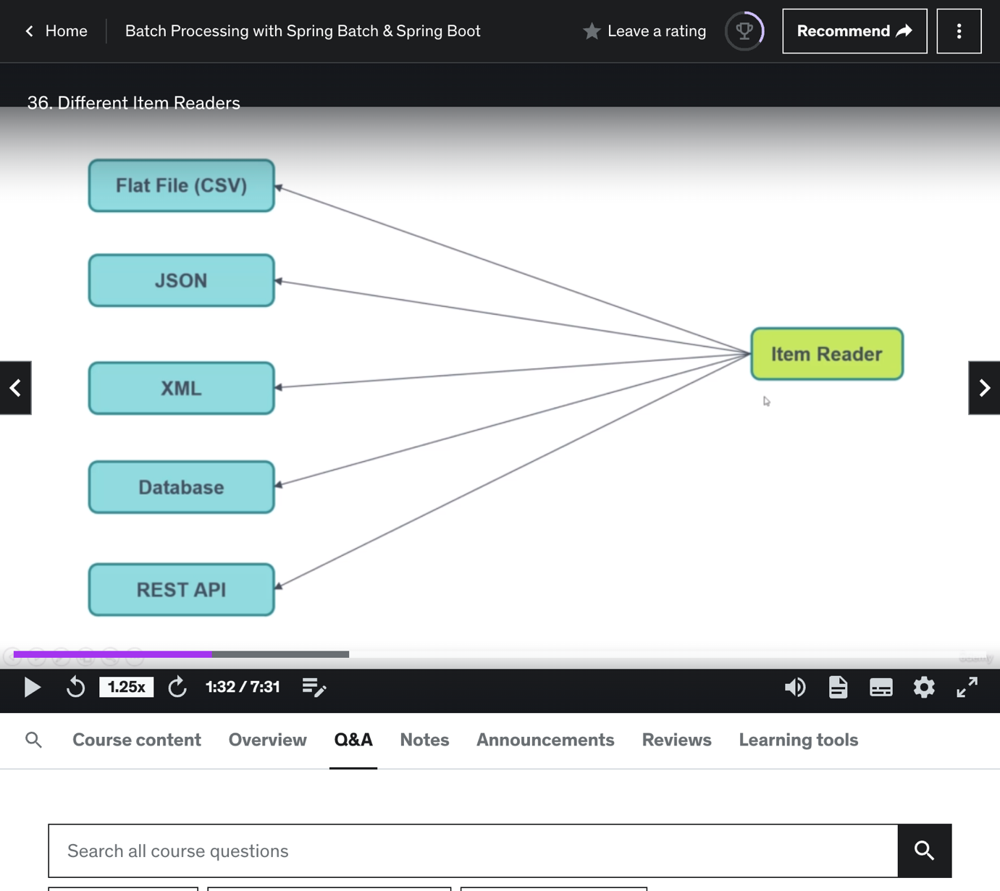 Home
Batch Processing with Spring Batch & Spring Boot
Leave a rating
Recommend
36. Different Item Readers
Flat File (CSV)
JSON
Item Reader
XML
Database
REST API
udemy
1.25x
1:32 / 7:31
Course content
Overview
Q&A
Notes
Announcements
Reviews
Learning tools
Search all course questions